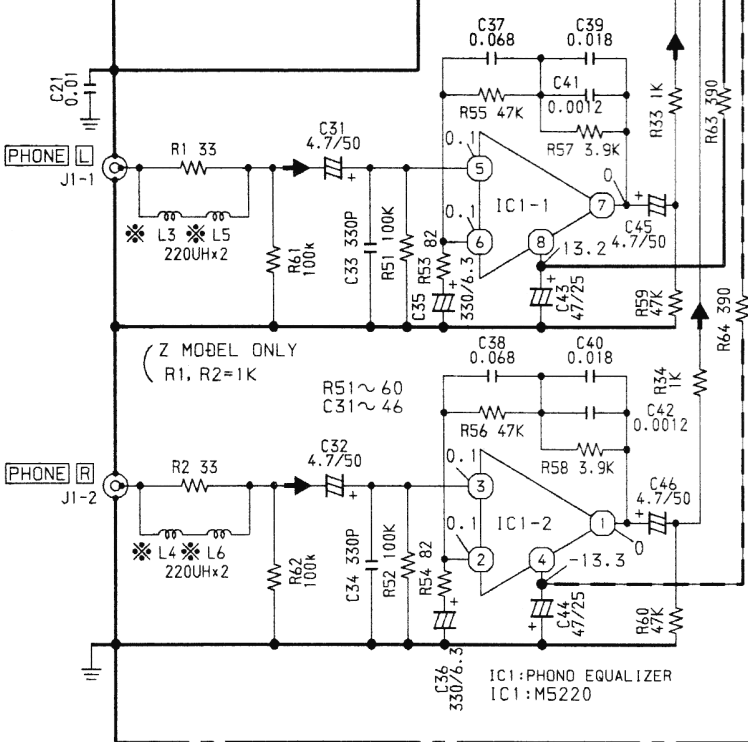 C37
0.068
C39
0.018
C21
0.01
C41
0.0012
R55 47K
R57 3.9K
R33 1K
R63 390
PHONE L
J1-1
R1 33
C31
4.7/50
+
0.1
5
IC1-1
7
0
+
C45
4.7/50
※ L3 ※ L5
220UH×2
R61
100k
C33 330P
R51 100K
0.1
6
R53 82
8
13.2
C35
330/6.3
+
C43
47/25
+
R59
47K
R64 390
Z MODEL ONLY
R1, R2=1K
R51~60
C31~46
C38
0.068
C40
0.018
R34
1K
C42
0.0012
R56 47K
R58 3.9K
PHONE R
J1-2
R2 33
C32
4.7/50
+
0.1
3
IC1-2
1
0
+
C46
4.7/50
※ L4 ※ L6
220UH×2
R62
100k
C34 330P
R52 100K
0.1
2
R54 82
4
-13.3
C36
330/6.3
+
C44
47/25
+
R60
47K
IC1:PHONO EQUALIZER
IC1:M5220